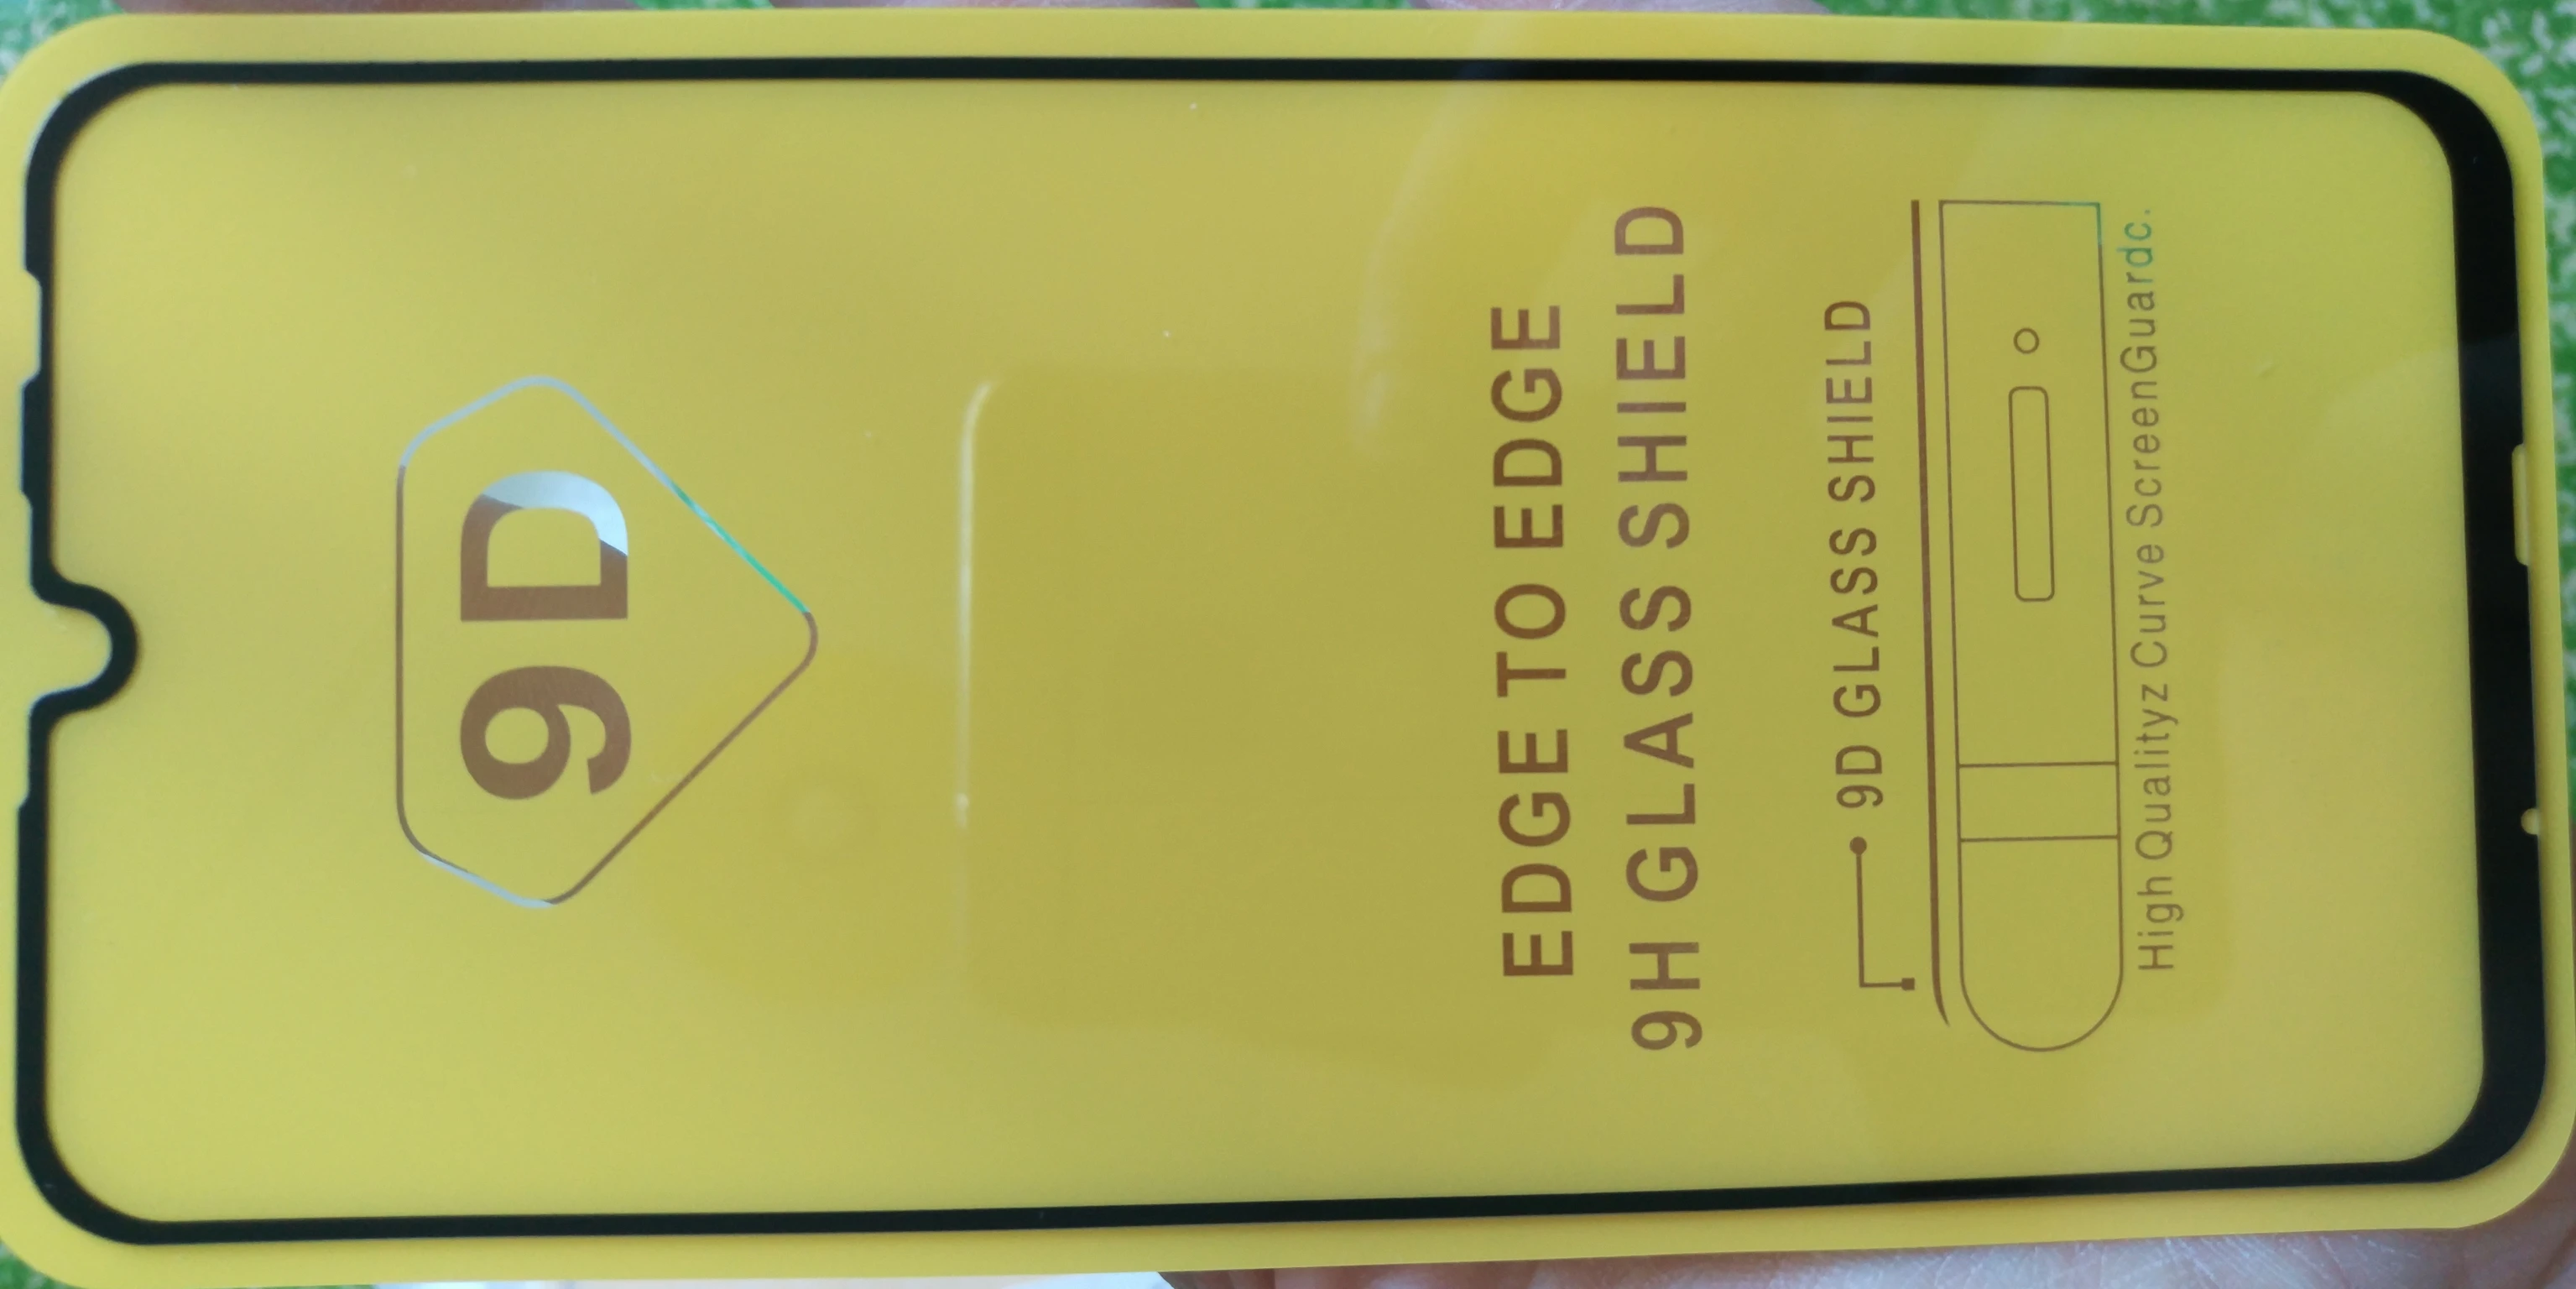 9D
EDGE TO EDGE
9H GLASS SHIELD
9D GLASS SHIELD
High Qualityz Curve ScreenGuardc.